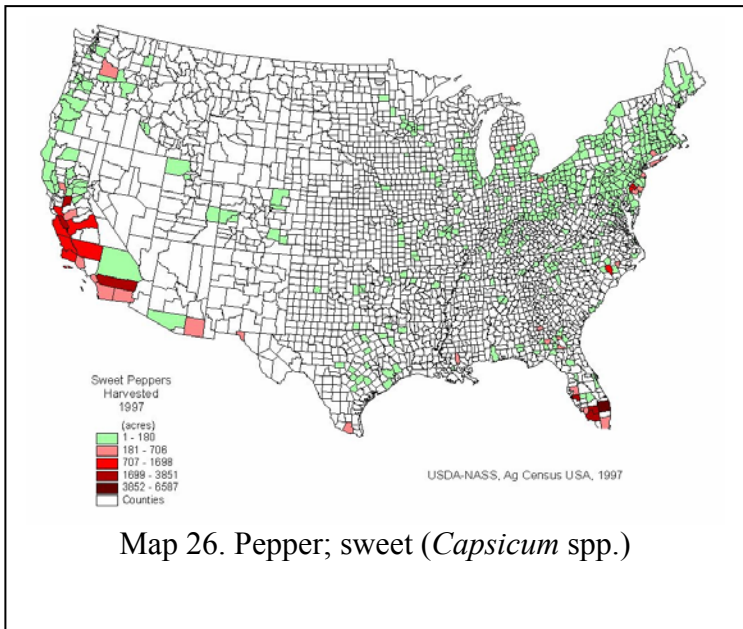 Sweet Peppers
Harvested
1997
(acres)
1 - 180
181 - 706
707 - 1698
1699 - 3851
3852 - 6587
Counties
USDA-NASS, Ag Census USA, 1997
Map 26. Pepper; sweet (Capsicum spp.)